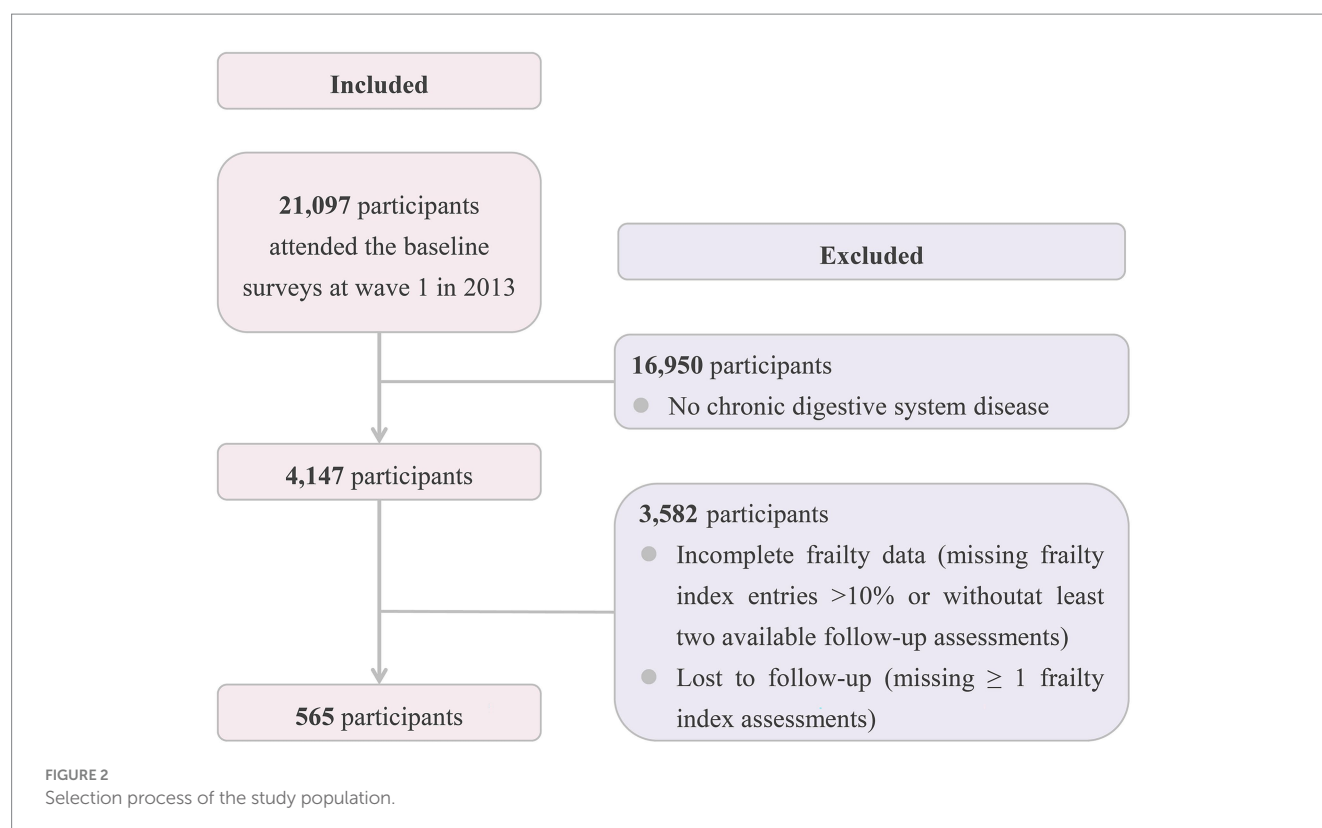 Included
21,097 participants
attended the baseline
surveys at wave 1 in 2013
Excluded
16,950 participants
No chronic digestive system disease
4,147 participants
3,582 participants
Incomplete frailty data (missing frailty
index entries >10% or withoutat least
two available follow-up assessments)
Lost to follow-up (missing ≥ 1 frailty
index assessments)
565 participants
FIGURE 2
Selection process of the study population.